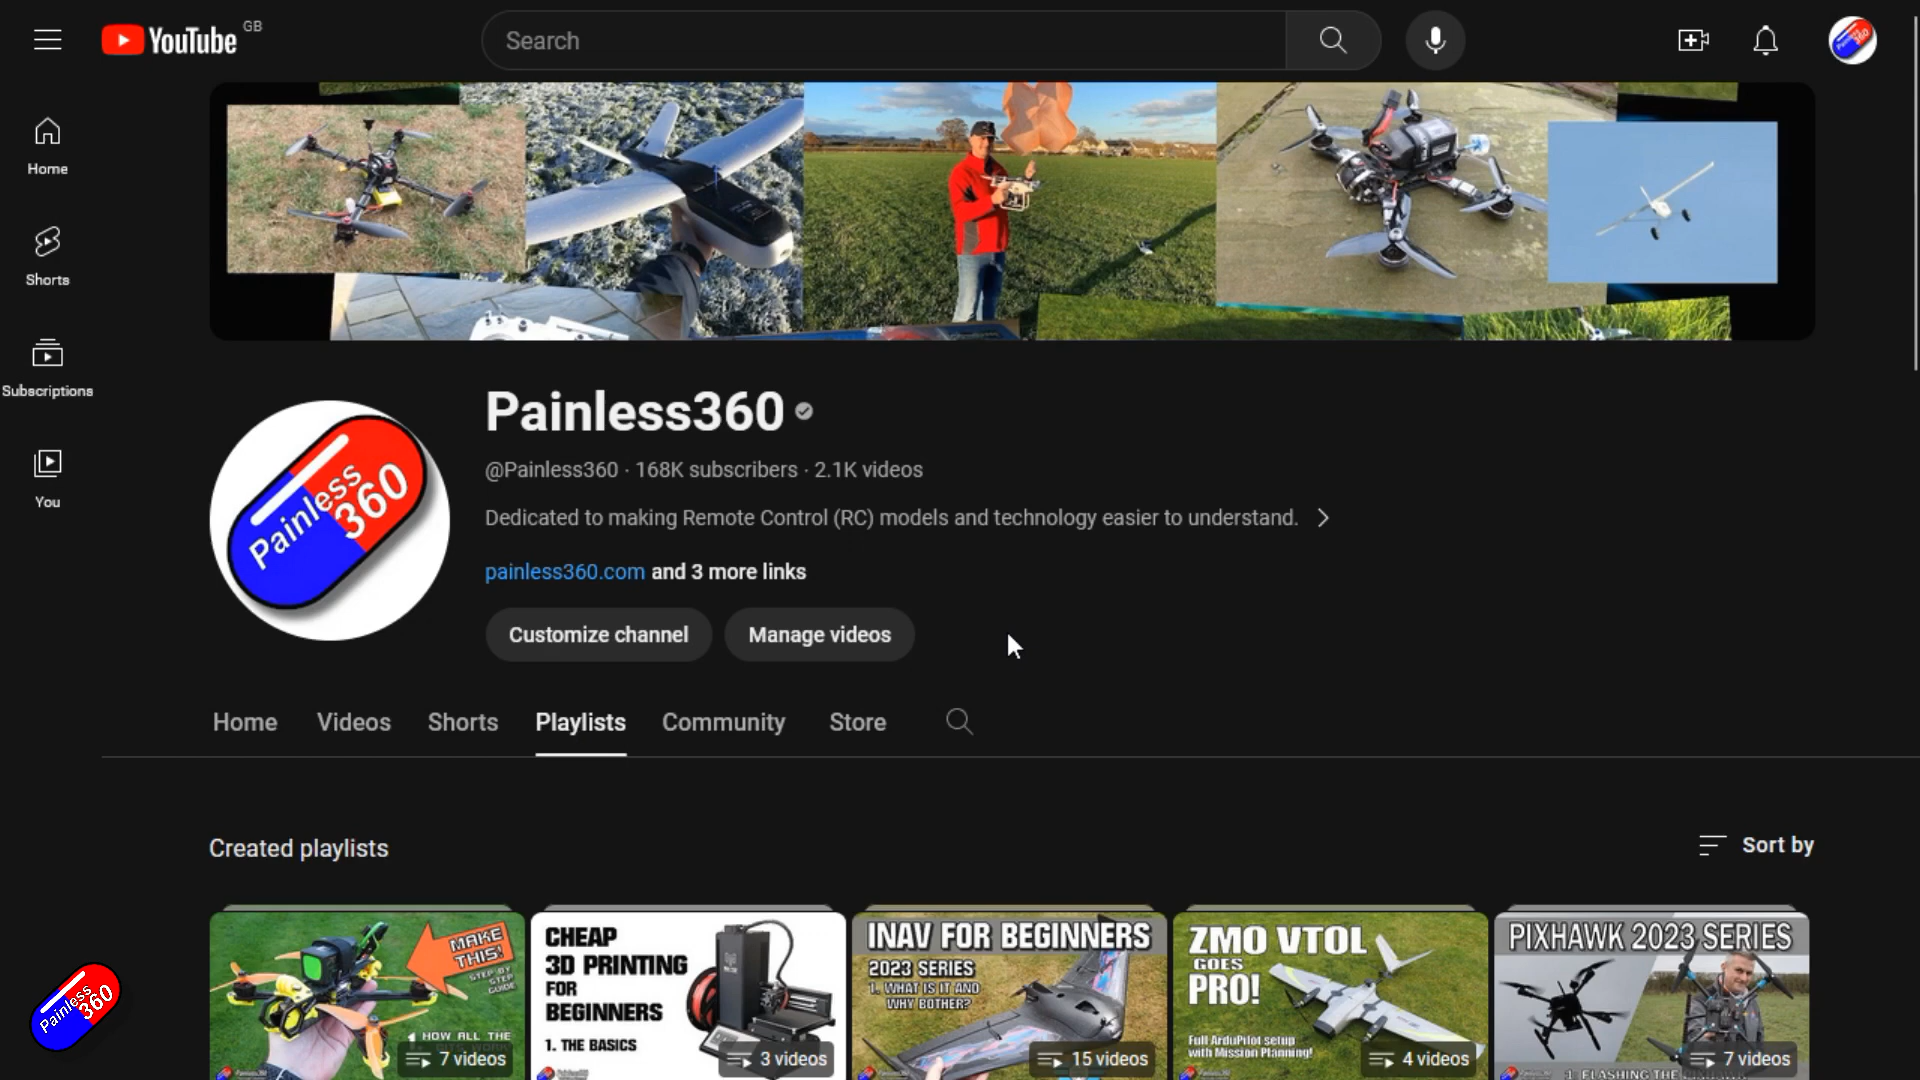 YouTube GB
Search
Home
Shorts
Subscriptions
You
Painless360
Painless360
@Painless360 · 168K subscribers · 2.1K videos
Dedicated to making Remote Control (RC) models and technology easier to understand.
painless360.com and 3 more links
Customize channel
Manage videos
Home
Videos
Shorts
Playlists
Community
Store
Created playlists
Sort by
MAKE
THIS!
STEP BY
STEP
GUIDE
1. HOW ALL THE
7 videos
CHEAP
3D PRINTING
FOR
BEGINNERS
1. THE BASICS
3 videos
INAV FOR BEGINNERS
2023 SERIES
1. WHAT IS IT AND
WHY BOTHER?
15 videos
ZMO VTOL
GOES
PRO!
Full ArduPilot setup
with Mission Planning!
4 videos
PIXHAWK 2023 SERIES
7 videos
1. FLASHING THE
Painless
360